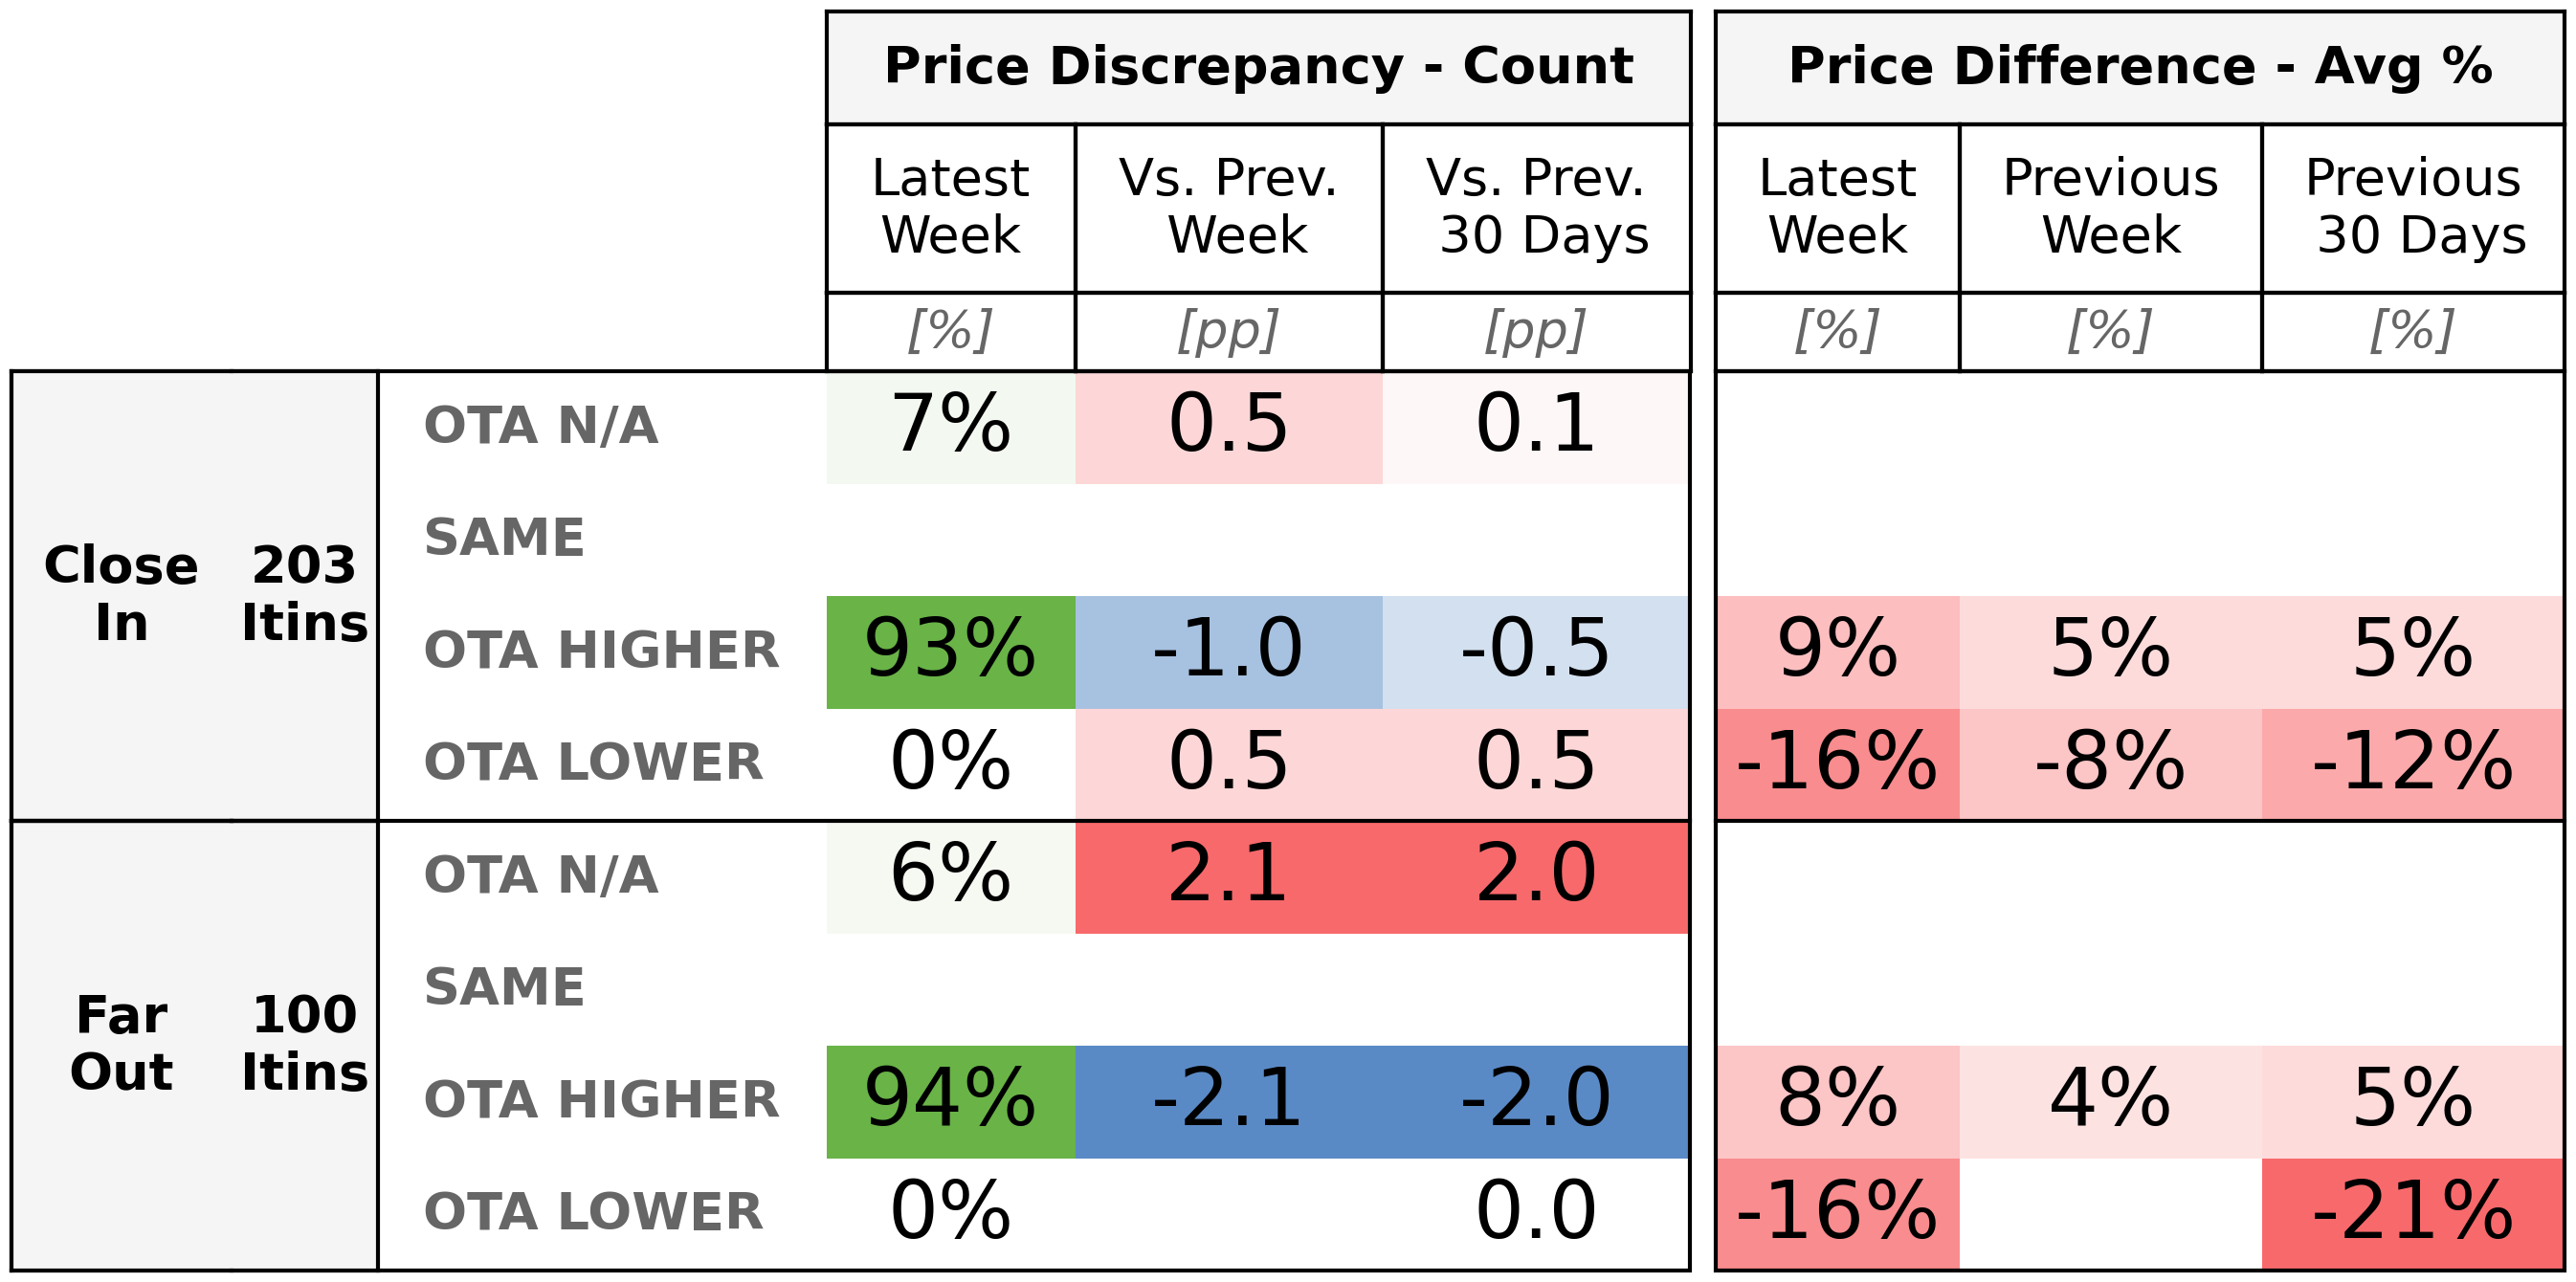 Price Discrepancy - Count Price Difference - Avg %
Latest Week Vs. Prev. Week Vs. Prev. 30 Days Latest Week Previous Week Previous 30 Days
[%] [pp] [pp] [%] [%] [%]
Close In 203 Itins
OTA N/A 7% 0.5 0.1
SAME
OTA HIGHER 93% -1.0 -0.5 9% 5% 5%
OTA LOWER 0% 0.5 0.5 -16% -8% -12%
Far Out 100 Itins
OTA N/A 6% 2.1 2.0
SAME
OTA HIGHER 94% -2.1 -2.0 8% 4% 5%
OTA LOWER 0% 0.0 -16% -21%